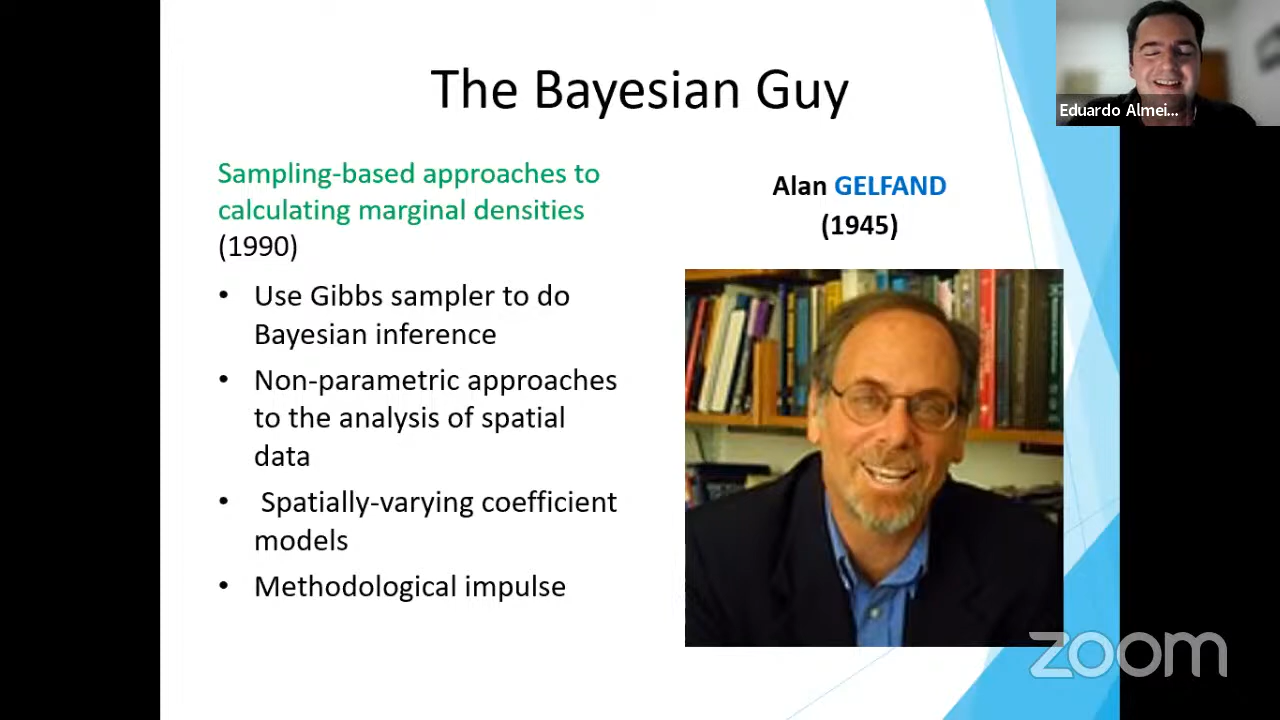 The Bayesian Guy
Eduardo Almei...
Sampling-based approaches to
calculating marginal densities
(1990)
• Use Gibbs sampler to do
Bayesian inference
• Non-parametric approaches
to the analysis of spatial
data
• Spatially-varying coefficient
models
• Methodological impulse
Alan GELFAND
(1945)
zoom